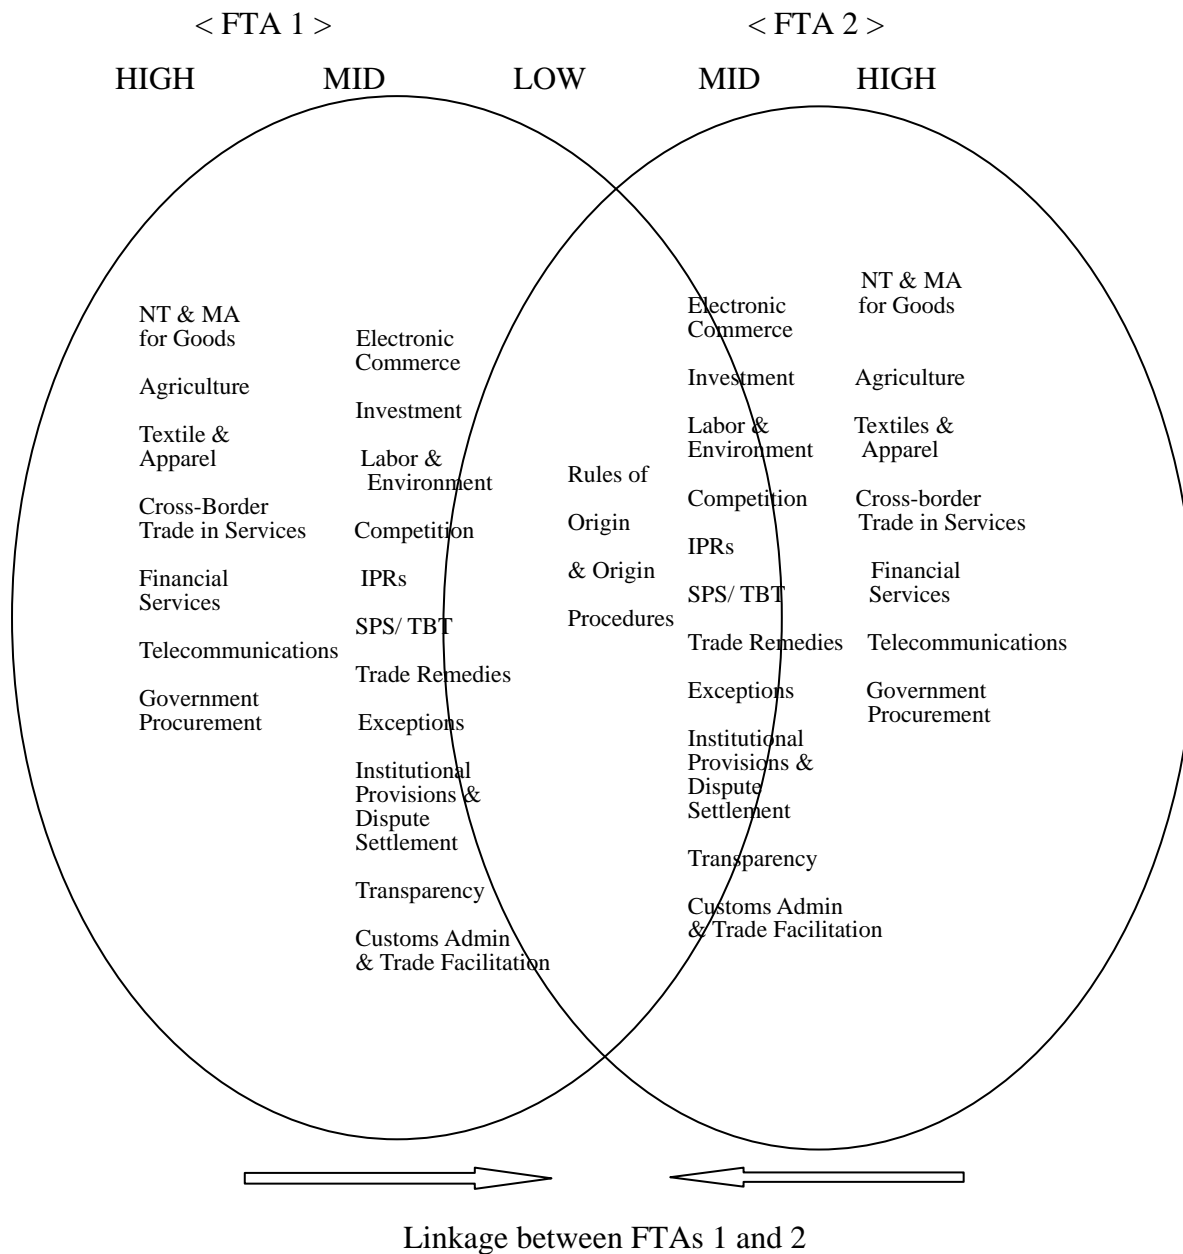 < FTA 1 >
< FTA 2 >
HIGH
MID
LOW
MID
HIGH
NT & MA
for Goods
Agriculture
Textile &
Apparel
Cross-Border
Trade in Services
Financial
Services
Telecommunications
Government
Procurement
Electronic
Commerce
Investment
Labor &
Environment
Competition
IPRs
SPS/ TBT
Trade Remedies
Exceptions
Institutional
Provisions &
Dispute
Settlement
Transparency
Customs Admin
& Trade Facilitation
Rules of
Origin
& Origin
Procedures
Electronic
Commerce
Investment
Labor &
Environment
Competition
IPRs
SPS/ TBT
Trade Remedies
Exceptions
Institutional
Provisions &
Dispute
Settlement
Transparency
Customs Admin
& Trade Facilitation
NT & MA
for Goods
Agriculture
Textiles &
Apparel
Cross-border
Trade in Services
Financial
Services
Telecommunications
Government
Procurement
Linkage between FTAs 1 and 2